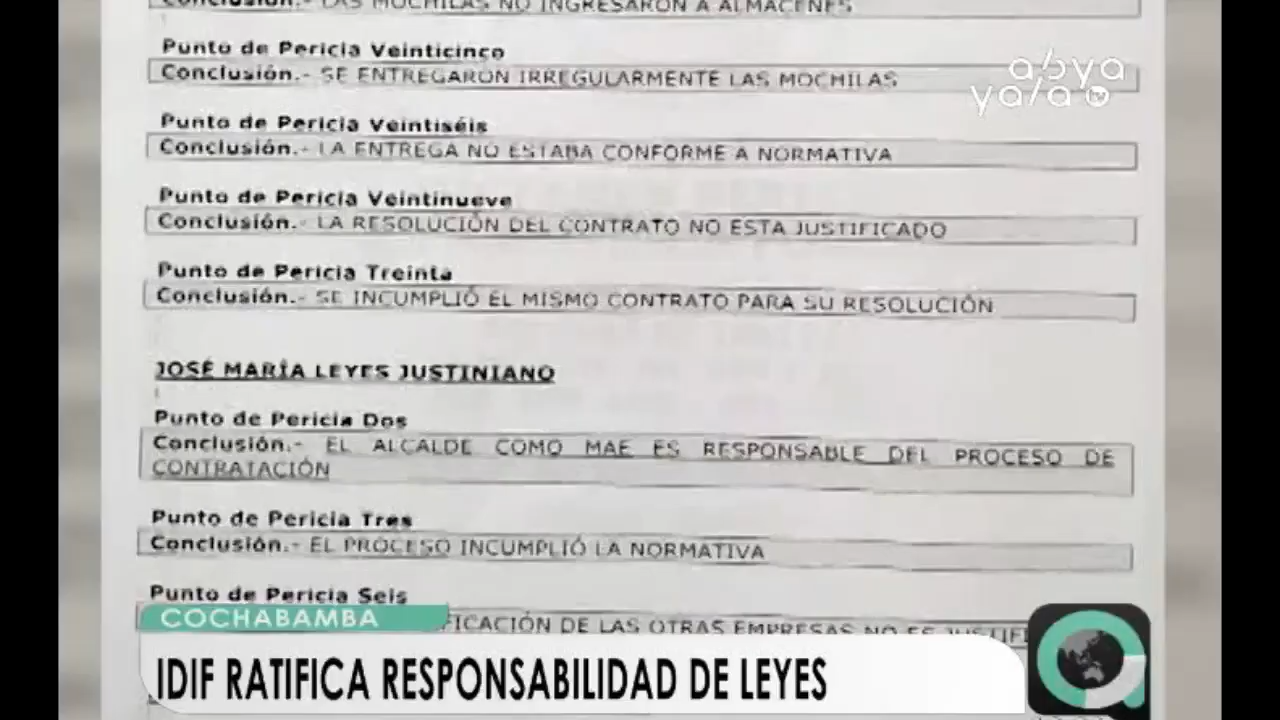 Conclusión.- LAS MOCHILAS NO INGRESARON A ALMACENES
Punto de Pericia Veinticinco
Conclusión.- SE ENTREGARON IRREGULARMENTE LAS MOCHILAS
abya
yala tv
Punto de Pericia Veintiséis
Conclusión.- LA ENTREGA NO ESTABA CONFORME A NORMATIVA
Punto de Pericia Veintinueve
Conclusión.- LA RESOLUCIÓN DEL CONTRATO NO ESTA JUSTIFICADO
Punto de Pericia Treinta
Conclusión.- SE INCUMPLIÓ EL MISMO CONTRATO PARA SU RESOLUCIÓN
JOSÉ MARÍA LEYES JUSTINIANO
Punto de Pericia Dos
Conclusión.- EL ALCALDE COMO MAE ES RESPONSABLE DEL PROCESO DE
CONTRATACIÓN
Punto de Pericia Tres
Conclusión.- EL PROCESO INCUMPLIÓ LA NORMATIVA
Punto de Pericia Seis
DE LAS OTRAS EMPRESAS NO ES
COCHABAMBA
IDIF RATIFICA RESPONSABILIDAD DE LEYES